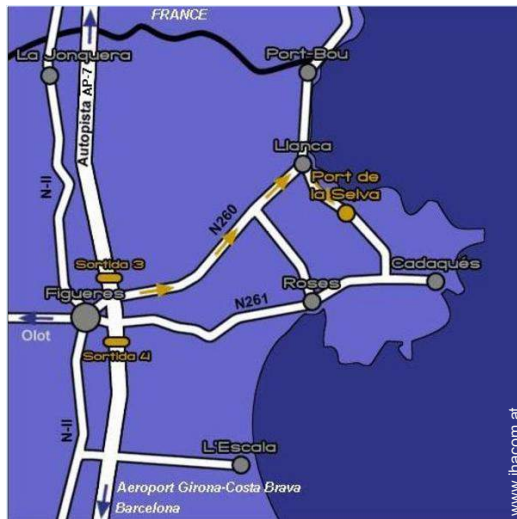 FRANCE
La Jonquera
Port-Bou
Autopista AP-7
Llanca
Port de
la Selva
N-II
N260
Sortida 3
Figueres
Roses
Cadaqués
N261
Olot
Sortida 4
N-II
L'Escala
Aeroport Girona-Costa Brava
Barcelona
www.ibacom.at